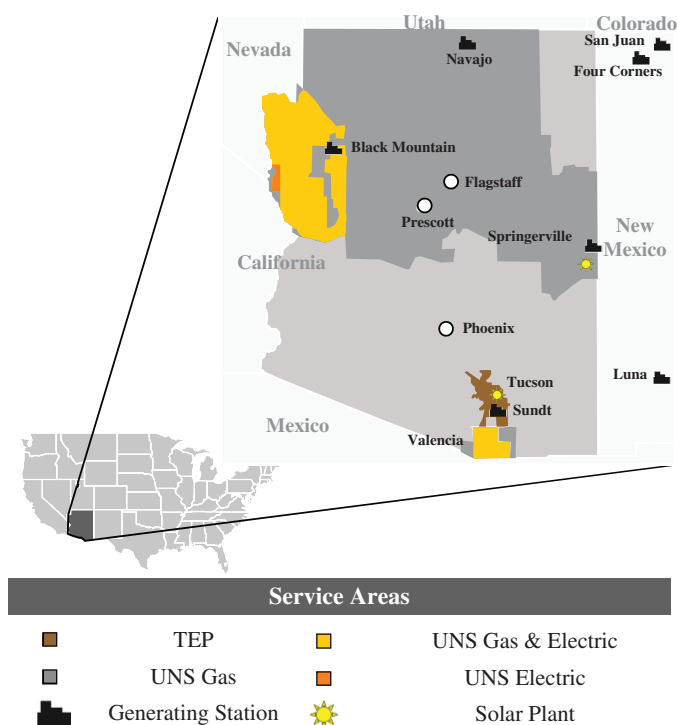 Utah
Colorado
Nevada
San Juan
Navajo
Four Corners
Black Mountain
Flagstaff
Prescott
New
Mexico
Springerville
California
Phoenix
Luna
Tucson
Sundt
Mexico
Valencia
Service Areas
TEP
UNS Gas & Electric
UNS Gas
UNS Electric
Generating Station
Solar Plant